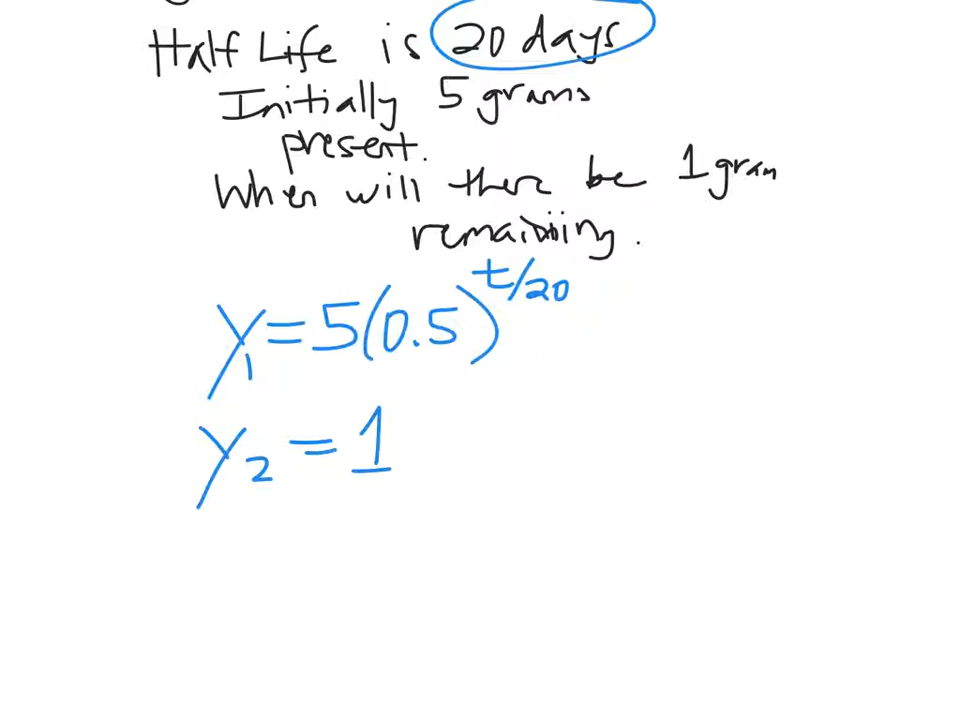 Half Life is 20 days
Initially 5 grams
present.
When will there be 1 gram
remaining.
y₁ = 5(0.5)^t/20
y₂ = 1